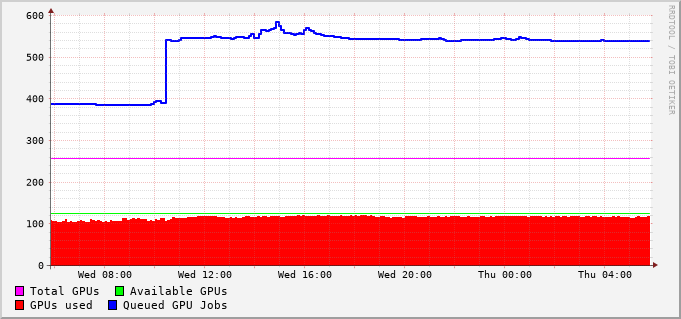 600
500
400
300
200
100
0
Wed 08:00 Wed 12:00 Wed 16:00 Wed 20:00 Thu 00:00 Thu 04:00
Total GPUs Available GPUs
GPUs used Queued GPU Jobs
RRDTOOL / TOBI OETIKER